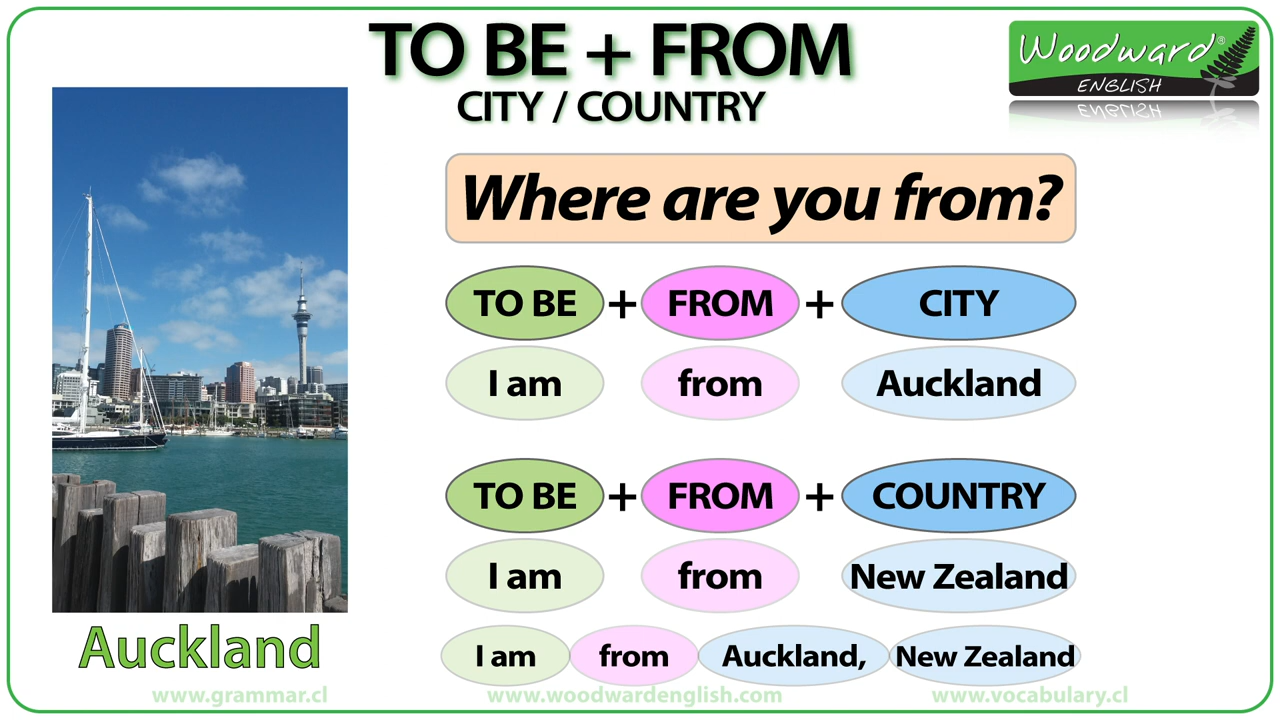 TO BE + FROM
CITY / COUNTRY
Woodward®
ENGLISH
Where are you from?
TO BE + FROM + CITY
I am from Auckland
TO BE + FROM + COUNTRY
I am from New Zealand
I am from Auckland, New Zealand
Auckland
www.grammar.cl www.woodwardenglish.com www.vocabulary.cl